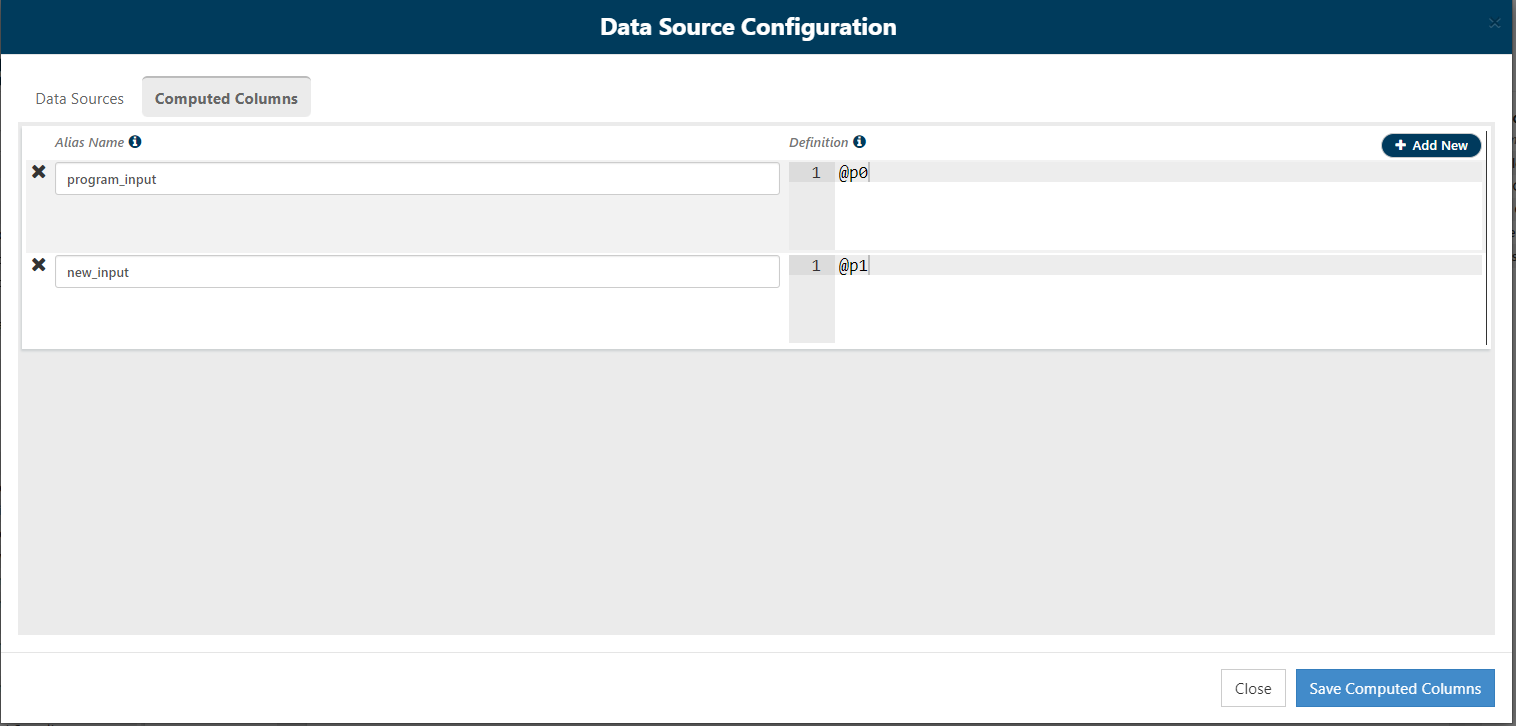 Data Source Configuration
Data Sources
Computed Columns
Alias Name
Definition
Add New
program_input
1 @p0
new_input
1 @p1
Close
Save Computed Columns